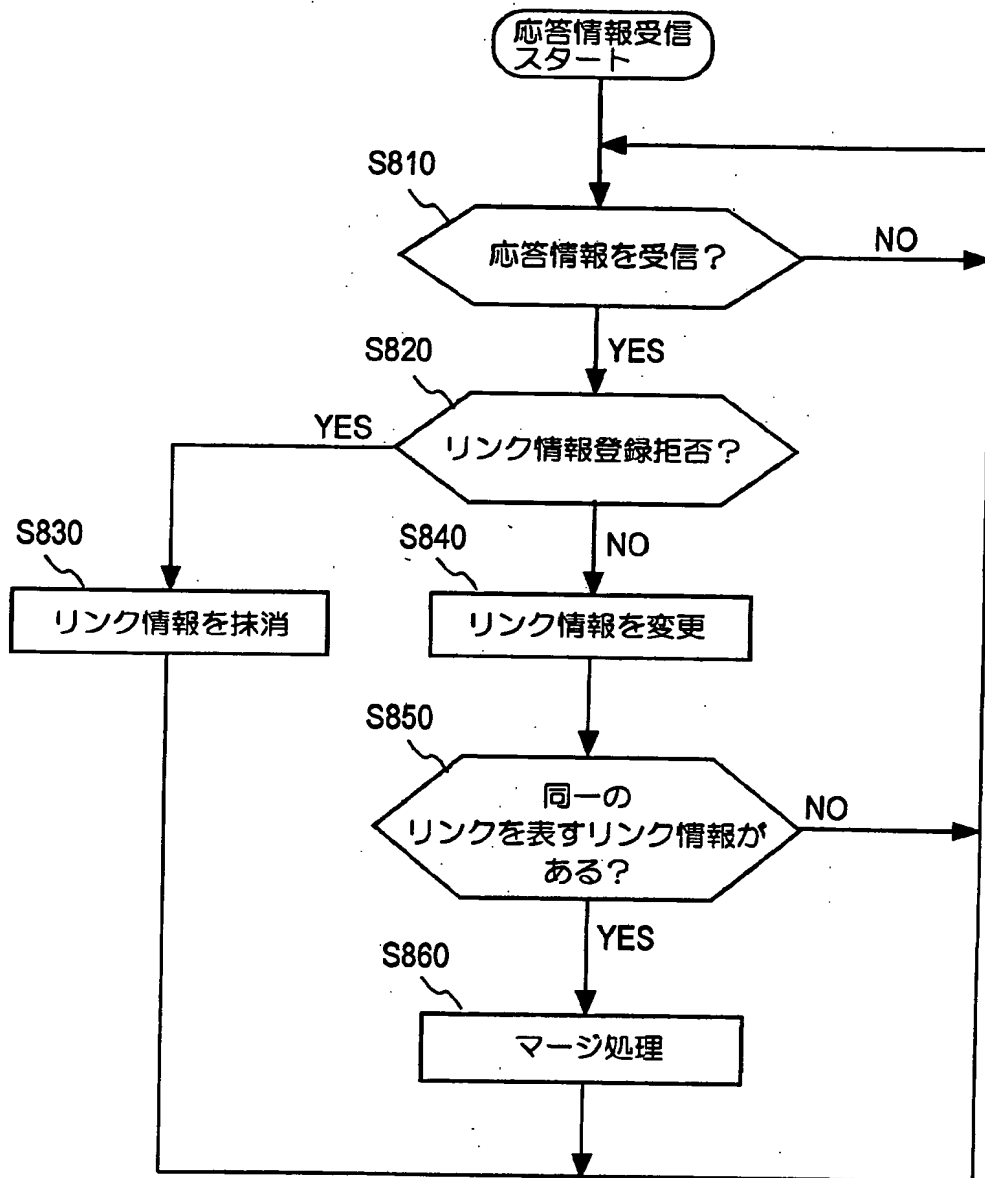 応答情報受信
スタート
S810
応答情報を受信？
NO
YES
S820
YES
リンク情報登録拒否？
S830
S840
NO
リンク情報を抹消
リンク情報を変更
S850
同一の
リンクを表すリンク情報が
ある？
NO
YES
S860
マージ処理